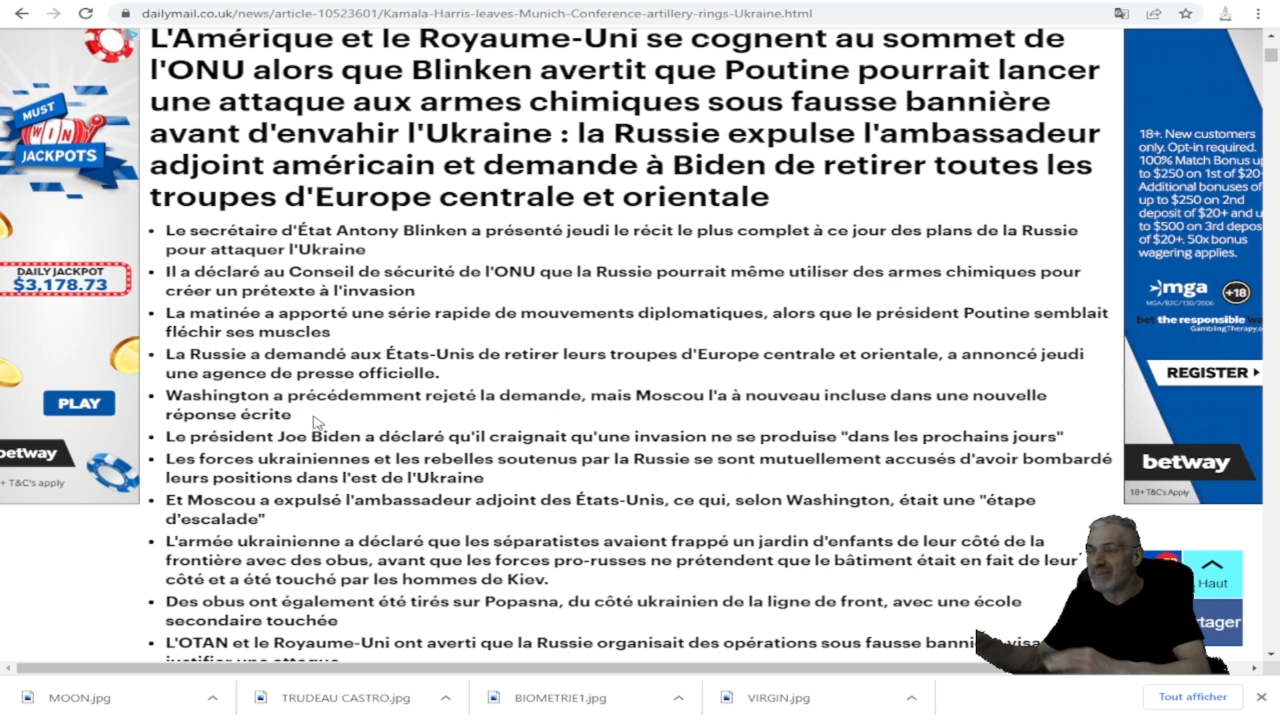 dailymail.co.uk/news/article-10523601/Kamala-Harris-leaves-Munich-Conference-artillery-rings-Ukraine.html
L'Amérique et le Royaume-Uni se cognent au sommet de
l'ONU alors que Blinken avertit que Poutine pourrait lancer
une attaque aux armes chimiques sous fausse bannière
avant d'envahir l'Ukraine : la Russie expulse l'ambassadeur
adjoint américain et demande à Biden de retirer toutes les
troupes d'Europe centrale et orientale
• Le secrétaire d'État Antony Blinken a présenté jeudi le récit le plus complet à ce jour des plans de la Russie
pour attaquer l'Ukraine
• Il a déclaré au Conseil de sécurité de l'ONU que la Russie pourrait même utiliser des armes chimiques pour
créer un prétexte à l'invasion
• La matinée a apporté une série rapide de mouvements diplomatiques, alors que le président Poutine semblait
fléchir ses muscles
• La Russie a demandé aux États-Unis de retirer leurs troupes d'Europe centrale et orientale, a annoncé jeudi
une agence de presse officielle.
• Washington a précédemment rejeté la demande, mais Moscou l'a à nouveau incluse dans une nouvelle
réponse écrite
• Le président Joe Biden a déclaré qu'il craignait qu'une invasion ne se produise "dans les prochains jours"
• Les forces ukrainiennes et les rebelles soutenus par la Russie se sont mutuellement accusés d'avoir bombardé
leurs positions dans l'est de l'Ukraine
• Et Moscou a expulsé l'ambassadeur adjoint des États-Unis, ce qui, selon Washington, était une "étape
d'escalade"
• L'armée ukrainienne a déclaré que les séparatistes avaient frappé un jardin d'enfants de leur côté de la
frontière avec des obus, avant que les forces pro-russes ne prétendent que le bâtiment était en fait de leur
côté et a été touché par les hommes de Kiev.
• Des obus ont également été tirés sur Popasna, du côté ukrainien de la ligne de front, avec une école
secondaire touchée
• L'OTAN et le Royaume-Uni ont averti que la Russie organisait des opérations sous fausse
justifier une attaque
MUST
WON
JACKPOTS
DAILY JACKPOT
$3,178.73
PLAY
betway
+ T&C's apply
18+. New customers
only. Opt-in required.
100% Match Bonus
to $250 on 1st of $20+
Additional bonuses of
up to $250 on 2nd
deposit of $20+ and
to $500 on 3rd
of $20+. 50x bonus
wagering applies.
mga +18
MGA/B2C/130/2006
bet the responsible
GamblingTherapy.o
REGISTER
betway
18+ T&C's Apply
Haut
tager
MOON.jpg
TRUDEAU CASTRO.jpg
BIOMETRIE1.jpg
VIRGIN.jpg
Tout afficher